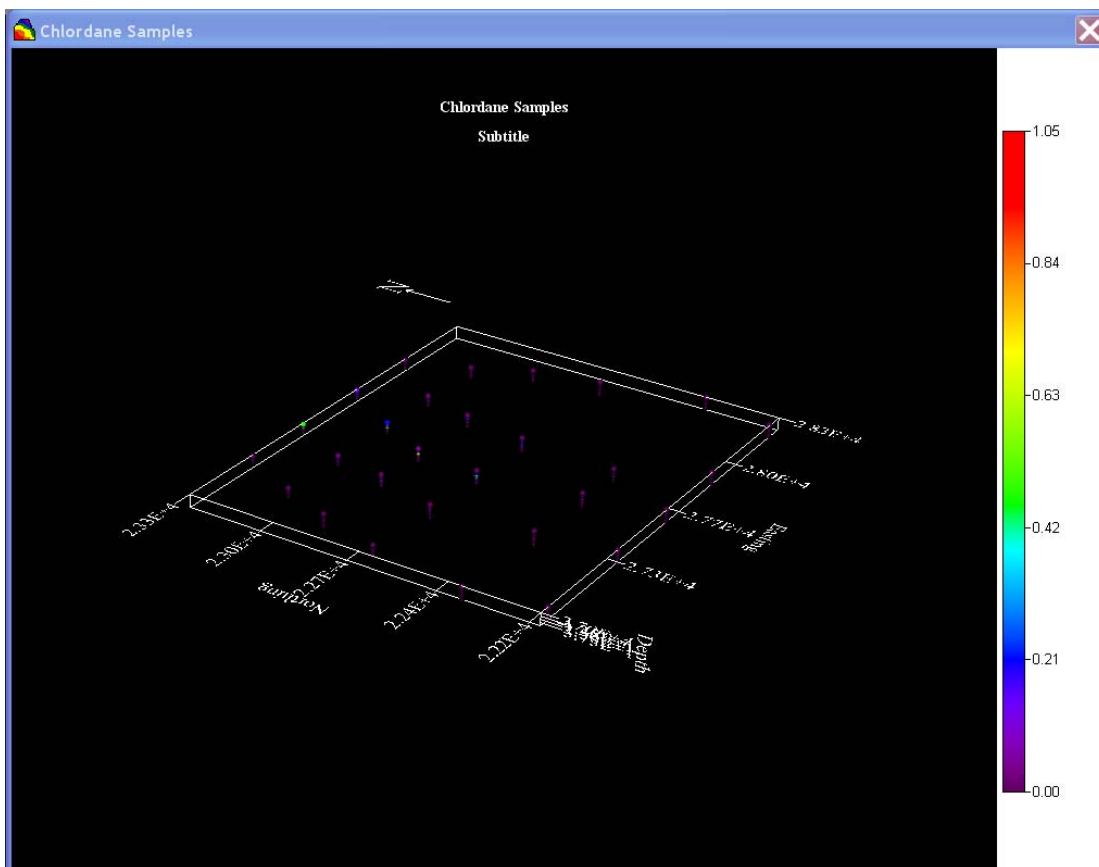 Chlordane Samples
Chlordane Samples
Subtitle
1.05
0.84
0.63
0.42
0.21
0.00
N
2.83E+4
2.80E+4
2.77E+4
2.73E+4
Easting
2.33E+4
2.30E+4
2.27E+4
2.24E+4
2.22E+4
Northing
Depth